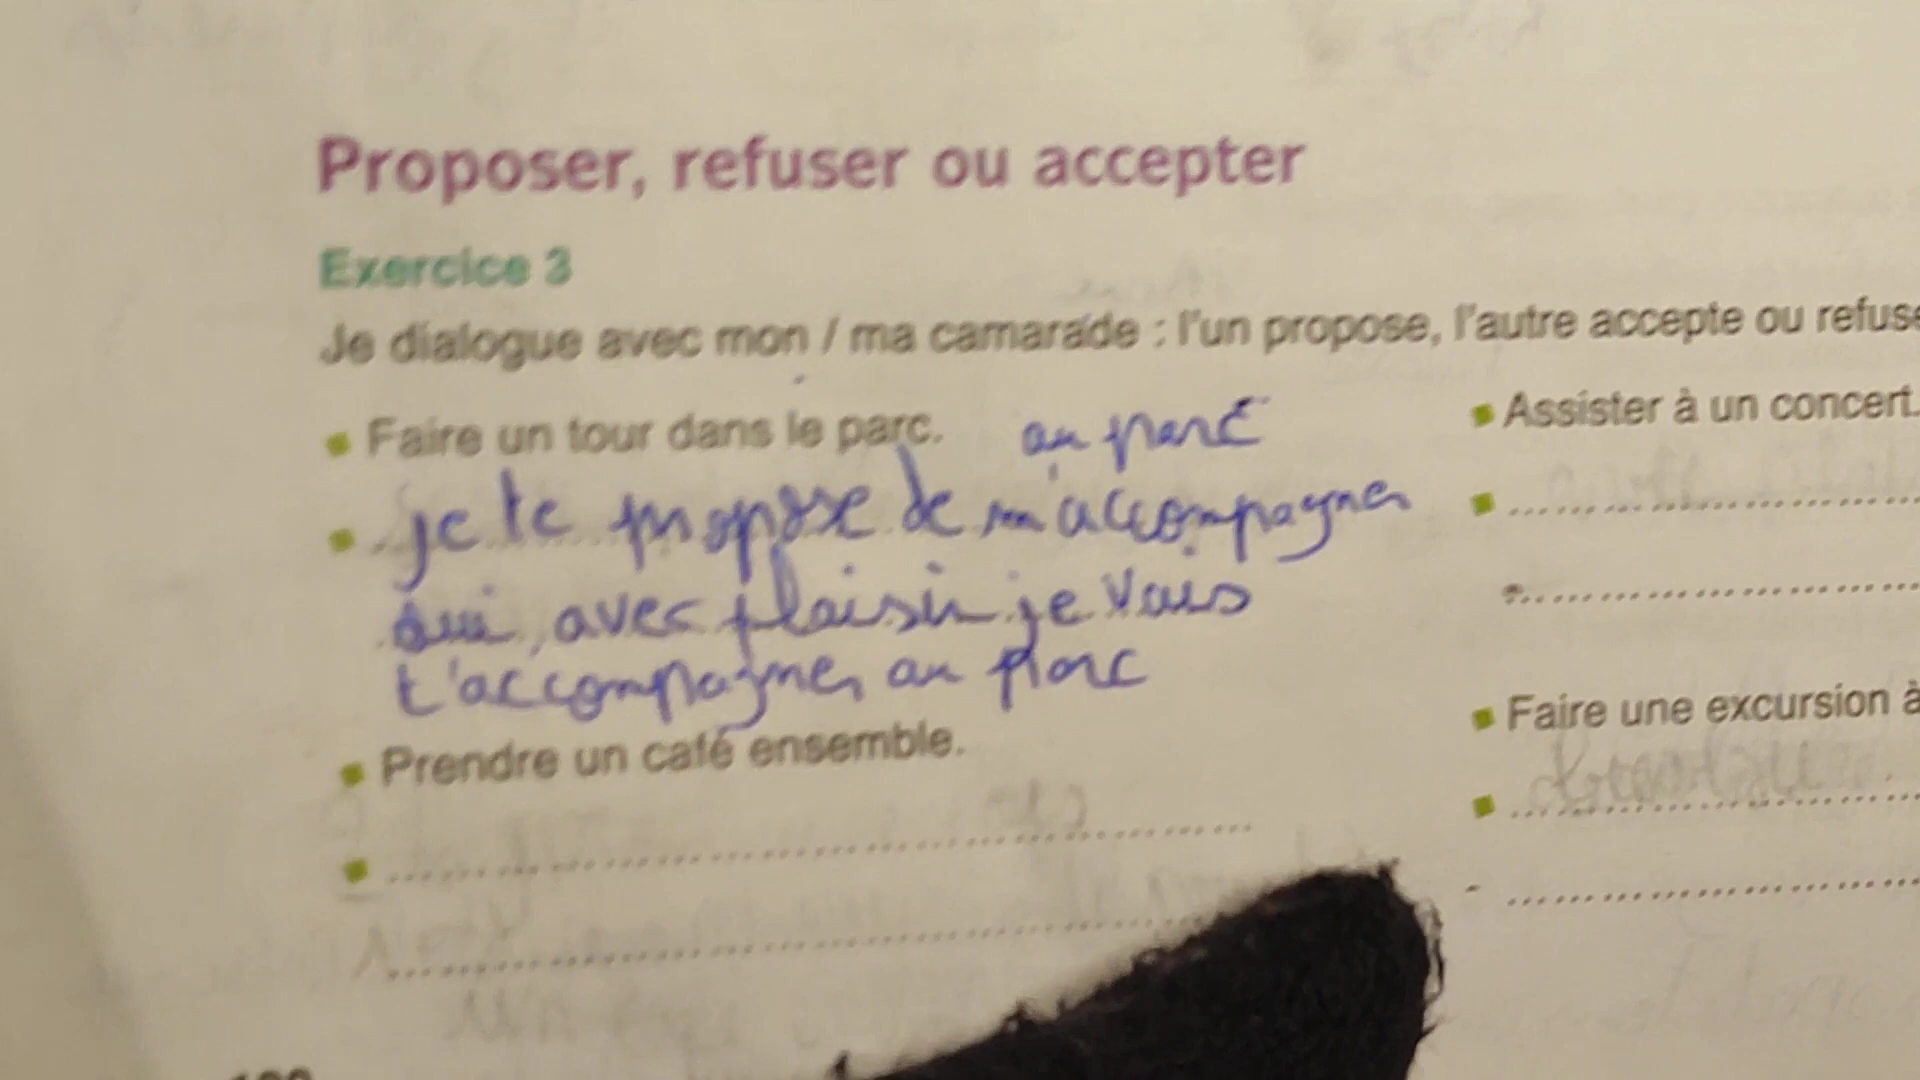 Proposer, refuser ou accepter
Exercice 3
Je dialogue avec mon / ma camarade : l'un propose, l'autre accepte ou refuse
Faire un tour dans le parc. au parc
je te propose de m'accompagner
oui, avec plaisir je vais
t'accompagner au parc
Prendre un café ensemble.
Assister à un concert.
Faire une excursion à